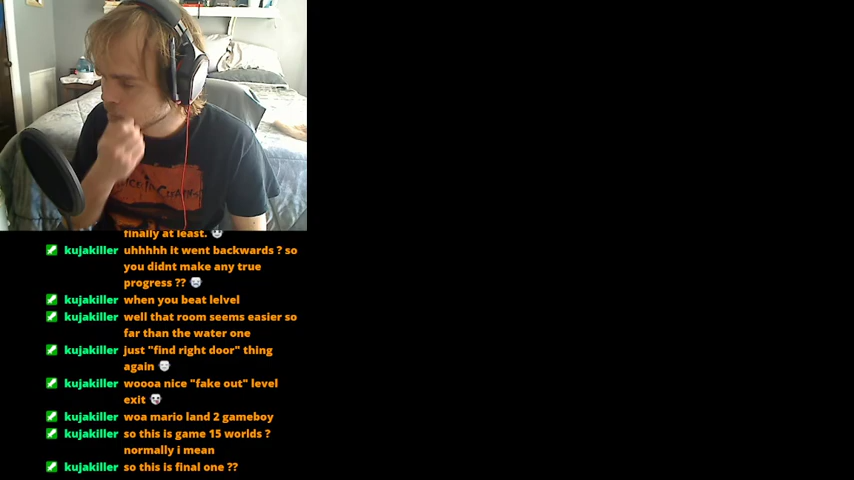 finally at least.
kujakiller uhhhhh it went backwards ? so
you didnt make any true
progress ??
kujakiller when you beat lelvel
kujakiller well that room seems easier so
far than the water one
kujakiller just "find right door" thing
again
kujakiller woooa nice "fake out" level
exit
kujakiller woa mario land 2 gameboy
kujakiller so this is game 15 worlds ?
normally i mean
kujakiller so this is final one ??